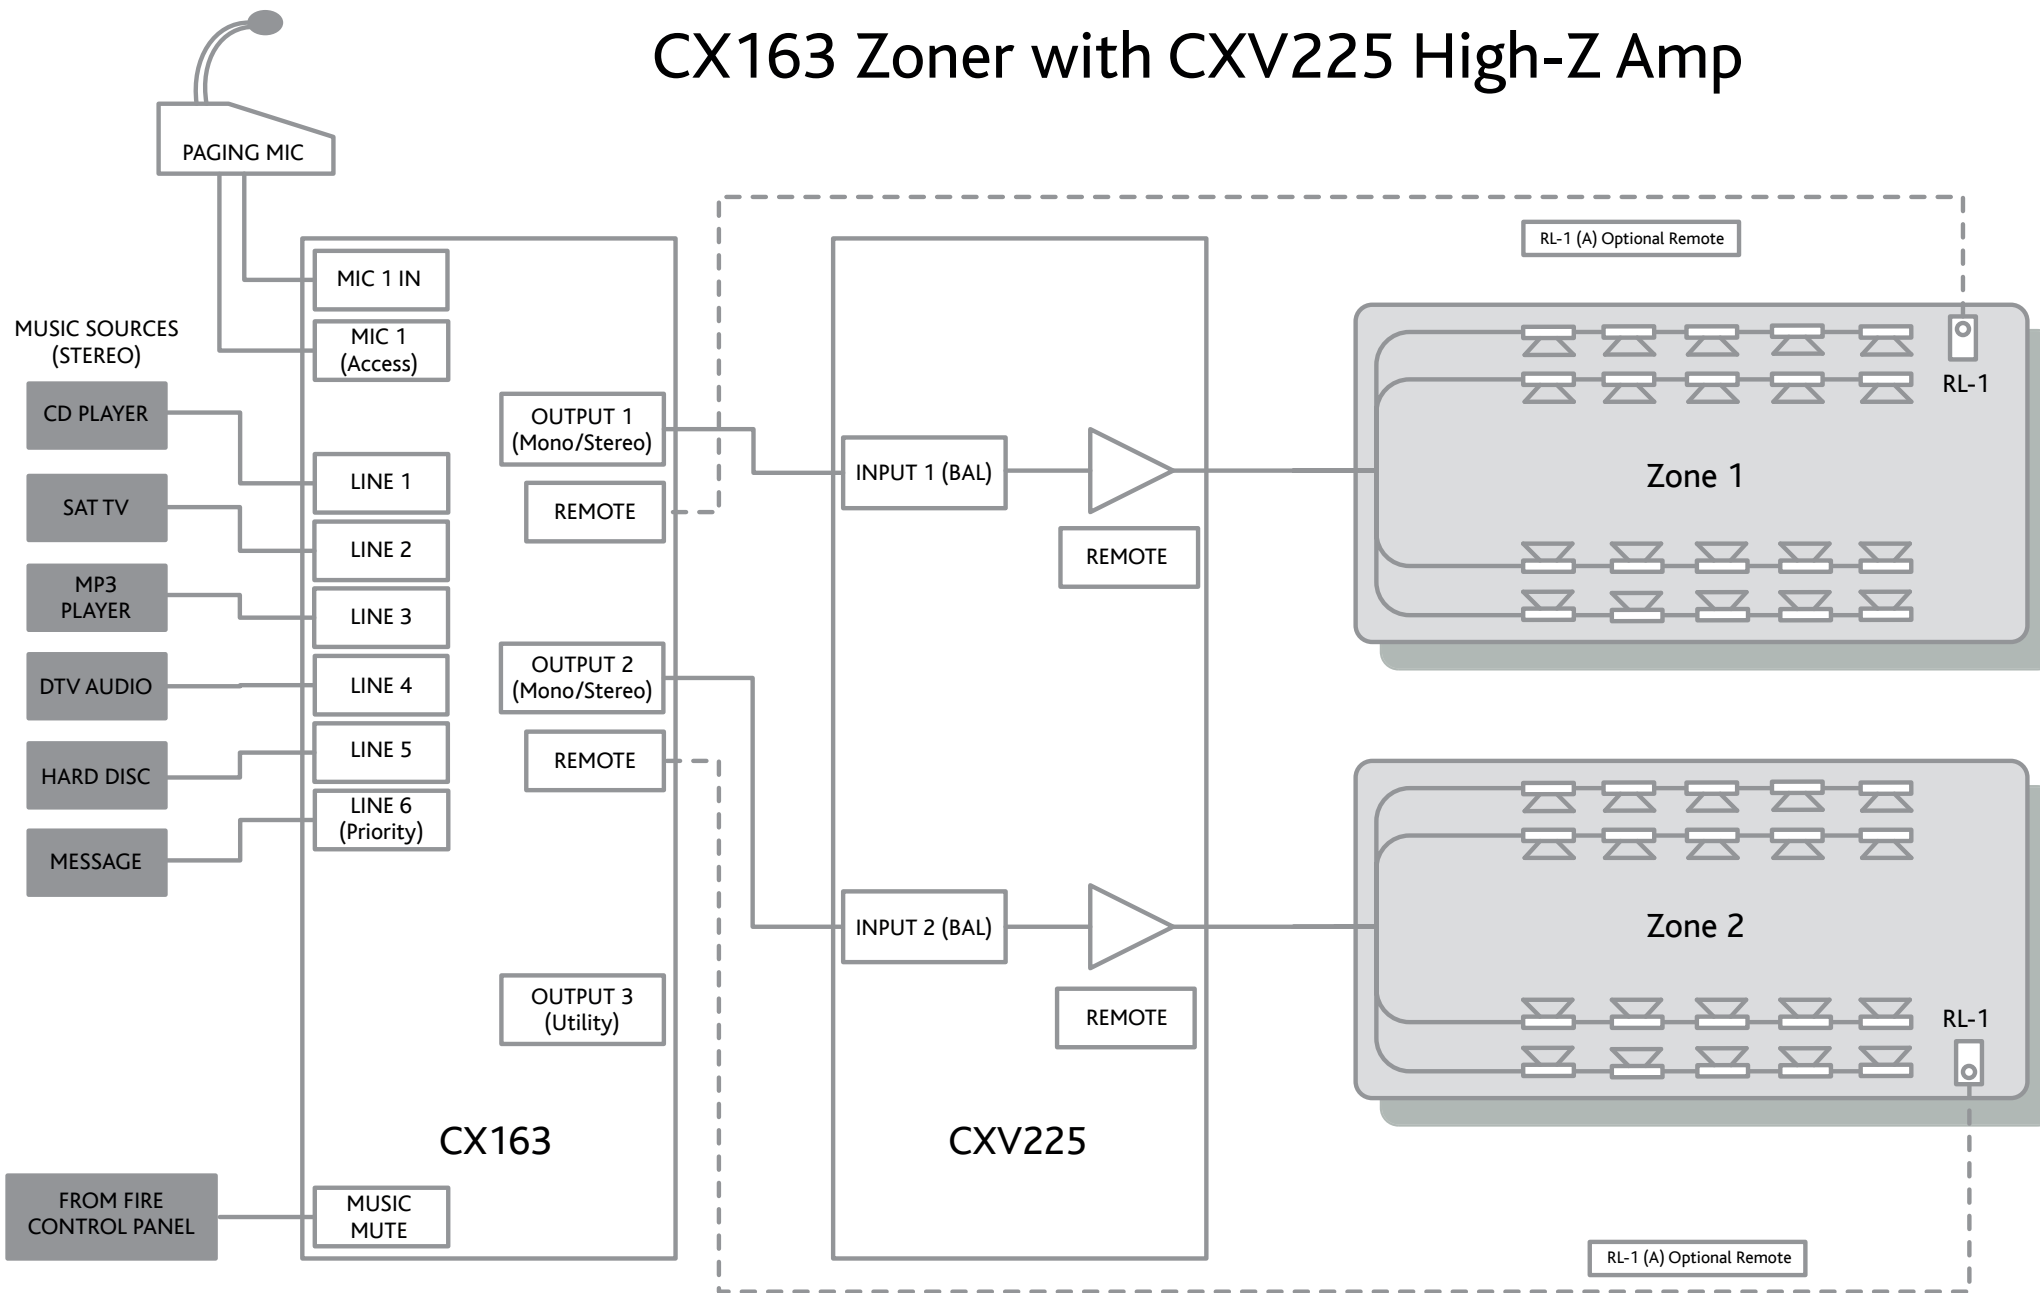 CX163 Zoner with CXV225 High-Z Amp
PAGING MIC
RL-1 (A) Optional Remote
MIC 1 IN
MIC 1
(Access)
MUSIC SOURCES
(STEREO)
CD PLAYER
SAT TV
MP3
PLAYER
DTV AUDIO
HARD DISC
MESSAGE
LINE 1
LINE 2
LINE 3
LINE 4
LINE 5
LINE 6
(Priority)
OUTPUT 1
(Mono/Stereo)
REMOTE
OUTPUT 2
(Mono/Stereo)
REMOTE
OUTPUT 3
(Utility)
CX163
FROM FIRE
CONTROL PANEL
MUSIC
MUTE
INPUT 1 (BAL)
REMOTE
INPUT 2 (BAL)
REMOTE
CXV225
RL-1
Zone 1
Zone 2
RL-1
RL-1 (A) Optional Remote